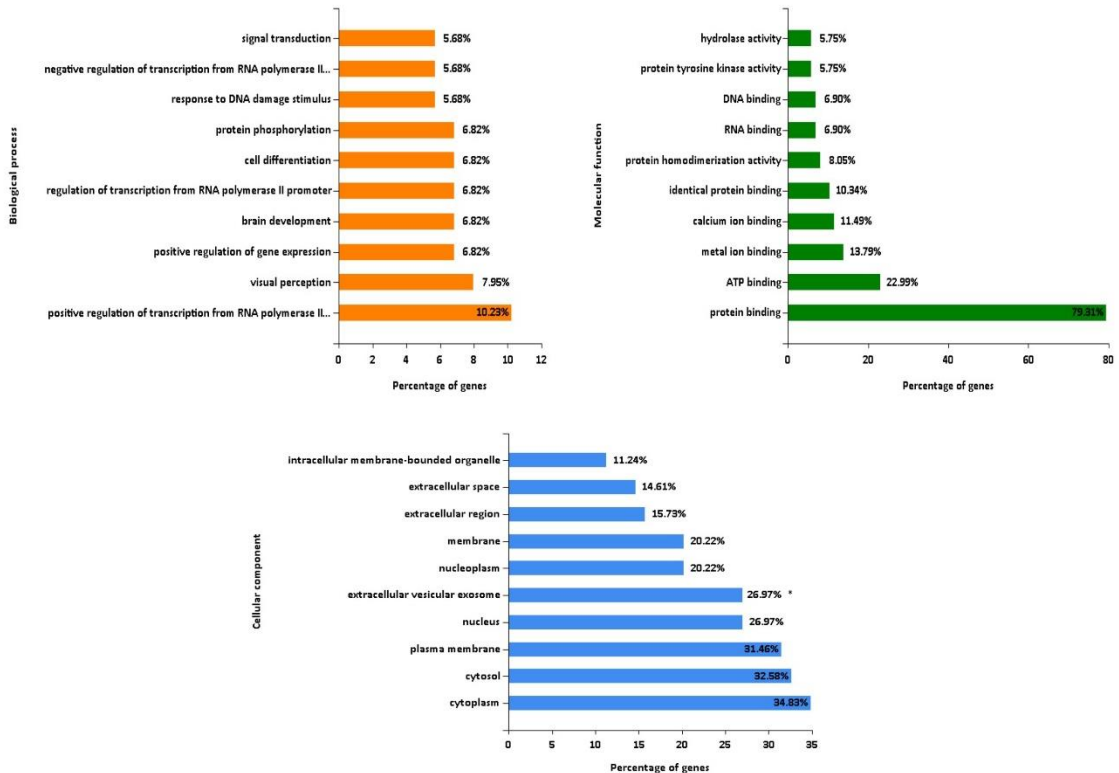 Biological process
signal transduction 5.68%
negative regulation of transcription from RNA polymerase II... 5.68%
response to DNA damage stimulus 5.68%
protein phosphorylation 6.82%
cell differentiation 6.82%
regulation of transcription from RNA polymerase II promoter 6.82%
brain development 6.82%
positive regulation of gene expression 6.82%
visual perception 7.95%
positive regulation of transcription from RNA polymerase II... 10.23%
0 2 4 6 8 10 12
Percentage of genes
Molecular function
hydrolase activity 5.75%
protein tyrosine kinase activity 5.75%
DNA binding 6.90%
RNA binding 6.90%
protein homodimerization activity 8.05%
identical protein binding 10.34%
calcium ion binding 11.49%
metal ion binding 13.79%
ATP binding 22.99%
protein binding 79.31%
0 20 40 60 80
Percentage of genes
Cellular component
intracellular membrane-bounded organelle 11.24%
extracellular space 14.61%
extracellular region 15.73%
membrane 20.22%
nucleoplasm 20.22%
extracellular vesicular exosome 26.97% *
nucleus 26.97%
plasma membrane 31.46%
cytosol 32.58%
cytoplasm 34.83%
0 5 10 15 20 25 30 35
Percentage of genes